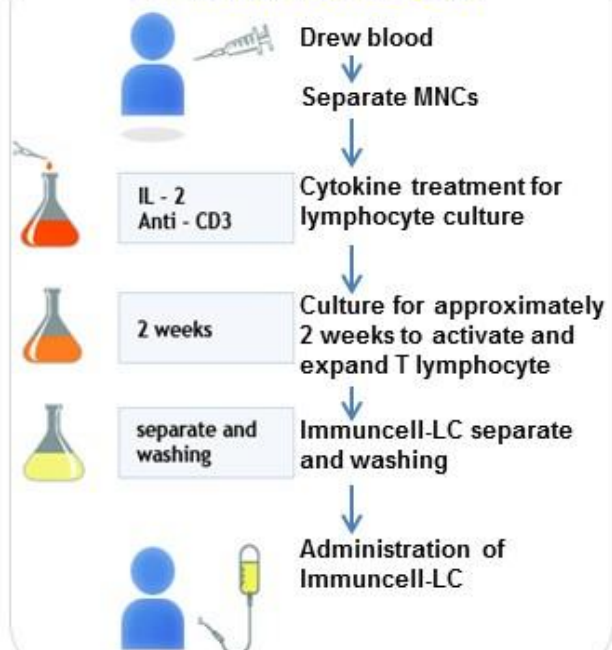 Drew blood
Separate MNCs
IL - 2
Anti - CD3
Cytokine treatment for
lymphocyte culture
2 weeks
Culture for approximately
2 weeks to activate and
expand T lymphocyte
separate and
washing
Immuncell-LC separate
and washing
Administration of
Immuncell-LC